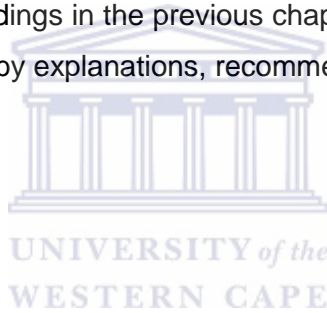 dings in the previous chap
by explanations, recomme
UNIVERSITY of the
WESTERN CAPE